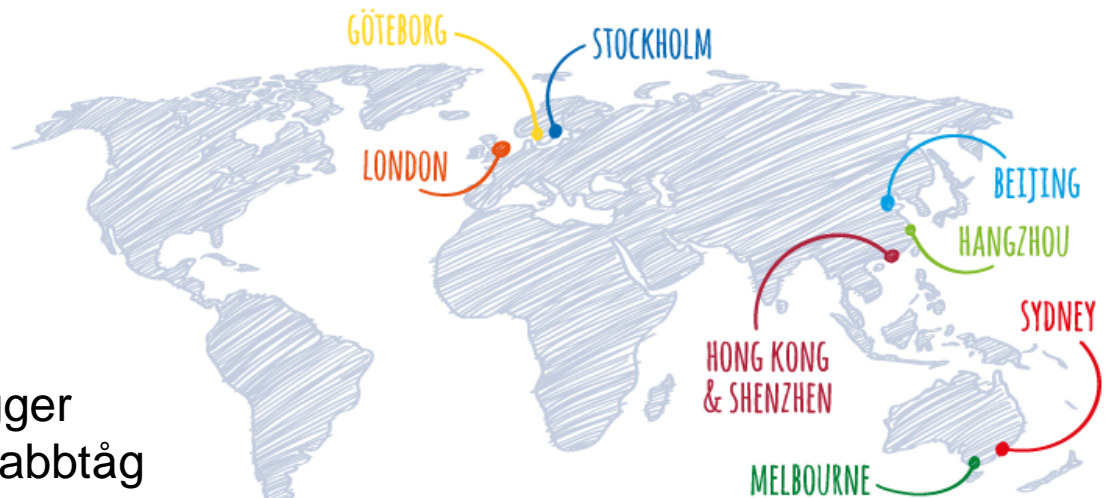 GÖTEBORG
STOCKHOLM
LONDON
BEIJING
HANGZHOU
SYDNEY
HONG KONG
& SHENZHEN
MELBOURNE